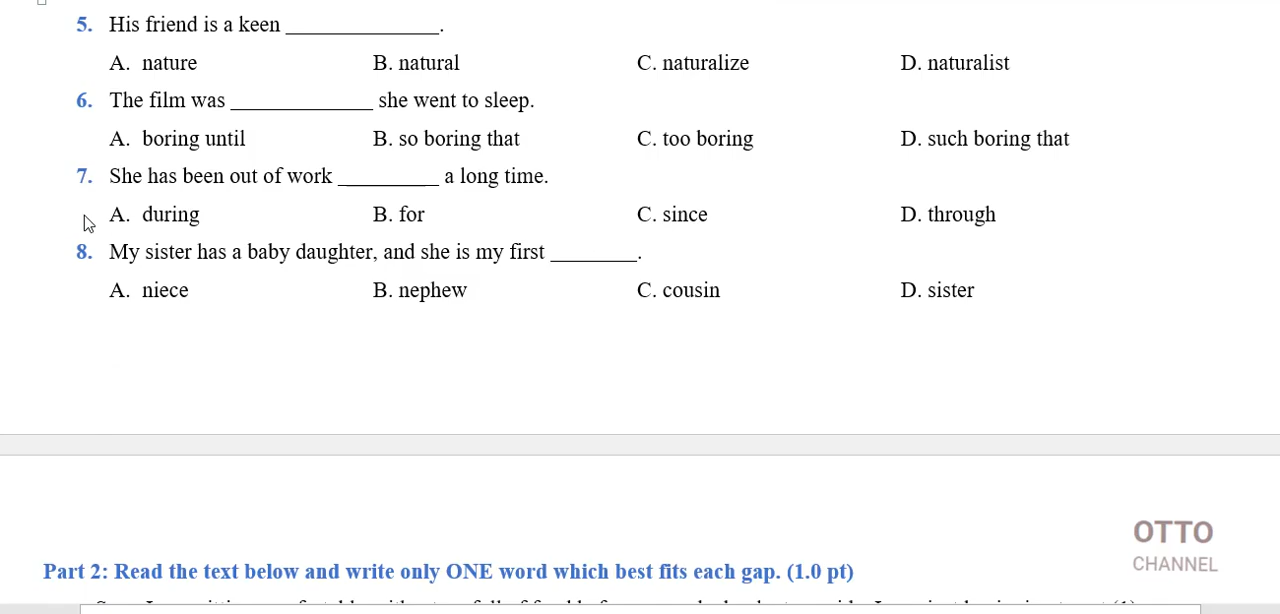 5. His friend is a keen ______________.
A. nature B. natural C. naturalize D. naturalist
6. The film was _____________ she went to sleep.
A. boring until B. so boring that C. too boring D. such boring that
7. She has been out of work _________ a long time.
A. during B. for C. since D. through
8. My sister has a baby daughter, and she is my first ________.
A. niece B. nephew C. cousin D. sister
OTTO
CHANNEL
Part 2: Read the text below and write only ONE word which best fits each gap. (1.0 pt)